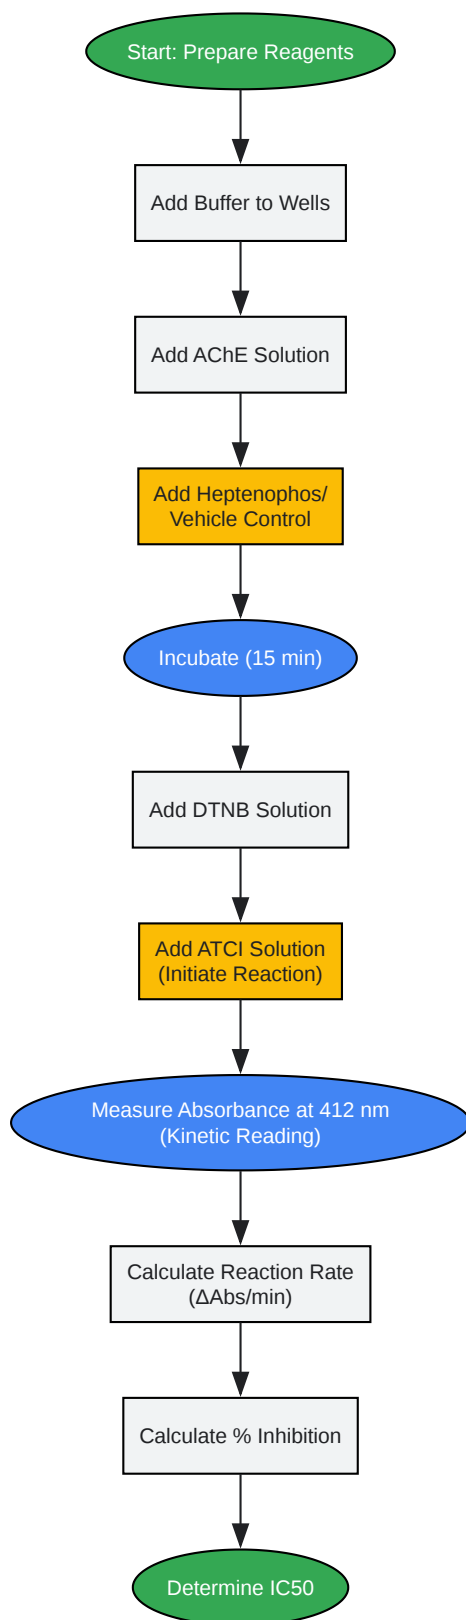 Start: Prepare Reagents
Add Buffer to Wells
Add AChE Solution
Add Heptenophos/
Vehicle Control
Incubate (15 min)
Add DTNB Solution
Add ATCI Solution
(Initiate Reaction)
Measure Absorbance at 412 nm
(Kinetic Reading)
Calculate Reaction Rate
(ΔAbs/min)
Calculate % Inhibition
Determine IC50